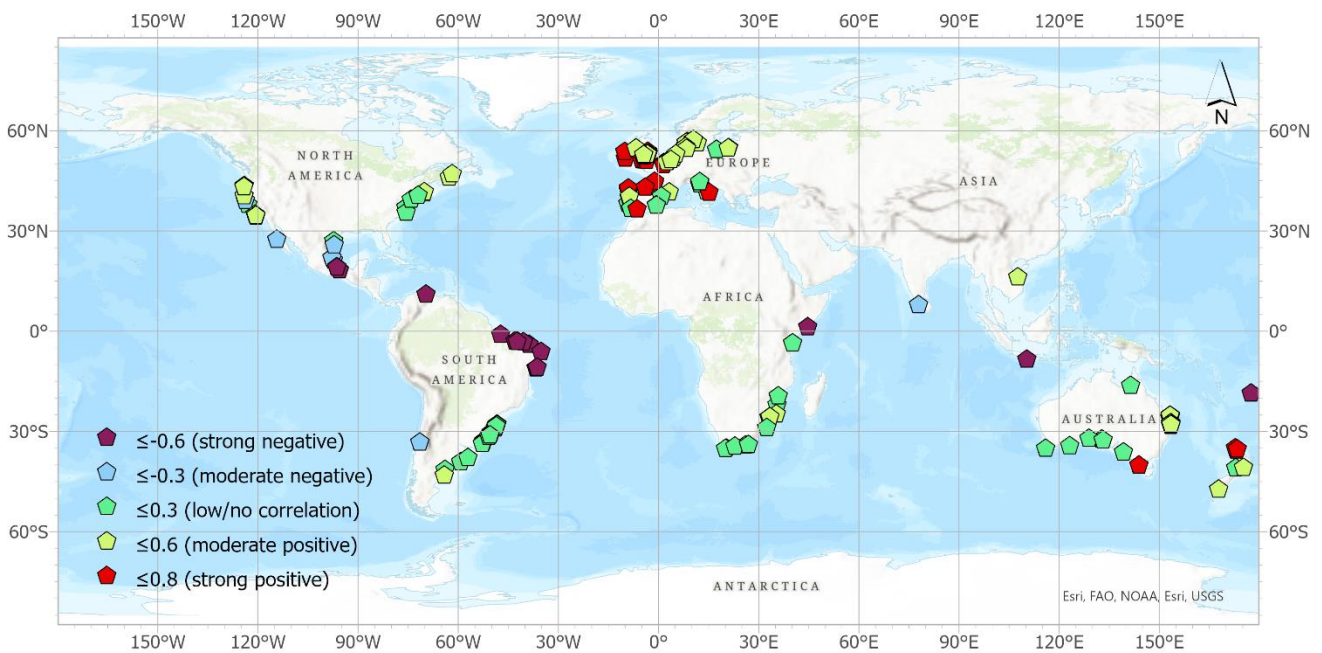 150°W 120°W 90°W 60°W 30°W 0° 30°E 60°E 90°E 120°E 150°E
N
60°N 60°N
NORTH
AMERICA
EUROPE
ASIA
30°N 30°N
AFRICA
0° 0°
SOUTH
AMERICA
AUSTRALIA
30°S 30°S
≤-0.6 (strong negative)
≤-0.3 (moderate negative)
≤0.3 (low/no correlation)
60°S 60°S
≤0.6 (moderate positive)
≤0.8 (strong positive)
ANTARCTICA
Esri, FAO, NOAA, Esri, USGS
150°W 120°W 90°W 60°W 30°W 0° 30°E 60°E 90°E 120°E 150°E